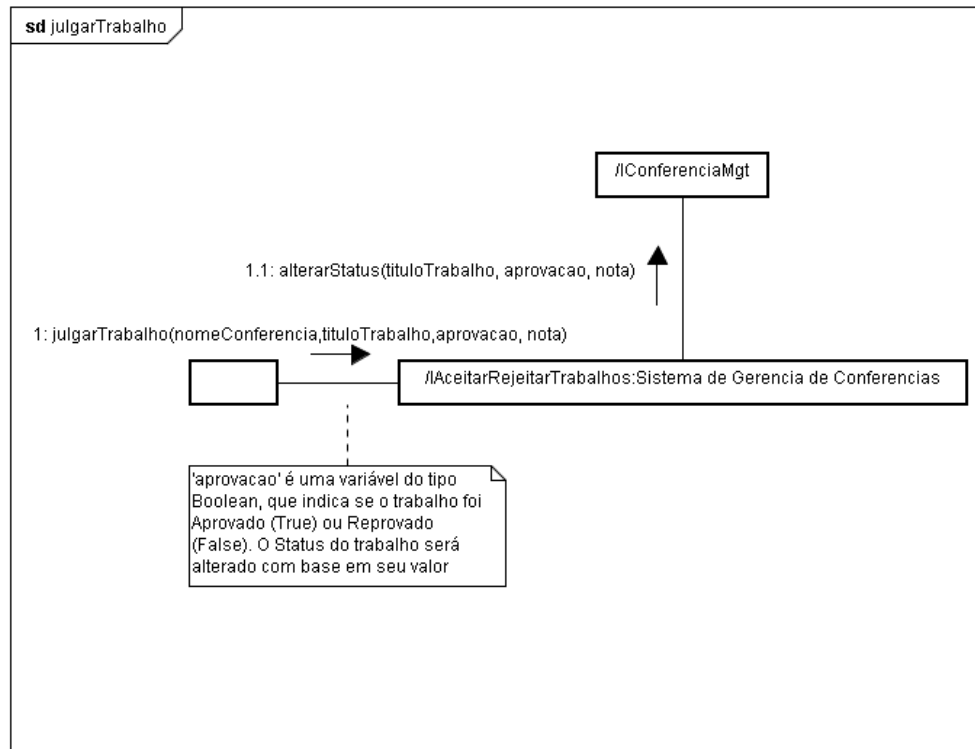 sd julgarTrabalho
/IConferenciaMgt
1.1: alterarStatus(tituloTrabalho, aprovacao, nota)
1: julgarTrabalho(nomeConferencia,tituloTrabalho,aprovacao, nota)
/IAceitarRejeitarTrabalhos:Sistema de Gerencia de Conferencias
'aprovacao' é uma variável do tipo
Boolean, que indica se o trabalho foi
Aprovado (True) ou Reprovado
(False). O Status do trabalho será
alterado com base em seu valor